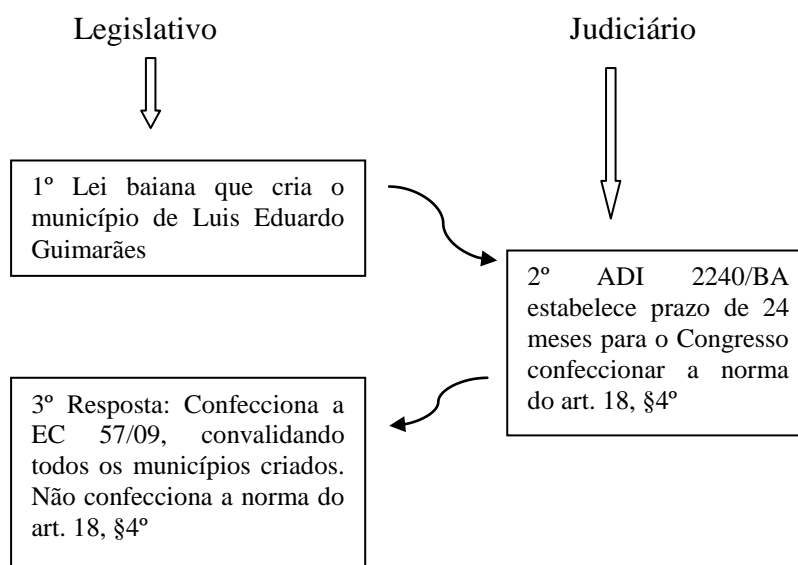 Legislativo
Judiciário
1º Lei baiana que cria o
município de Luis Eduardo
Guimarães
2º ADI 2240/BA
estabelece prazo de 24
meses para o Congresso
confeccionar a norma
do art. 18, §4º
3º Resposta: Confecciona a
EC 57/09, convalidando
todos os municípios criados.
Não confecciona a norma do
art. 18, §4º